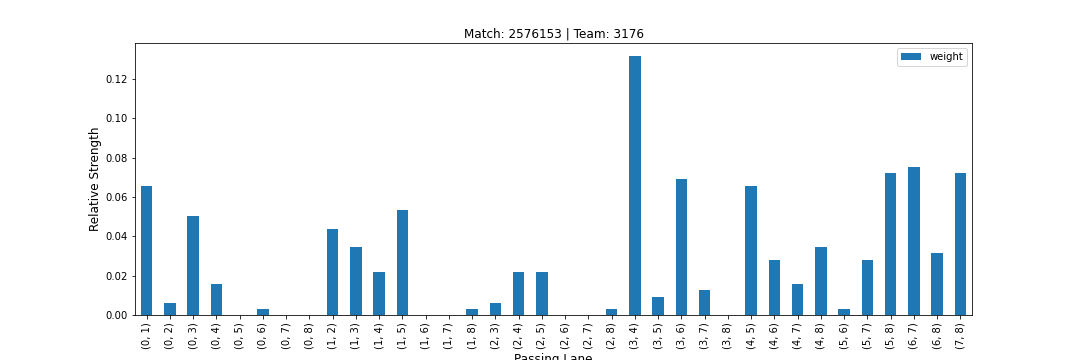 Match: 2576153 | Team: 3176
weight
Relative Strength
0.12
0.10
0.08
0.06
0.04
0.02
0.00
(0, 1) (0, 2) (0, 3) (0, 4) (0, 5) (0, 6) (0, 7) (0, 8) (1, 2) (1, 3) (1, 4) (1, 5) (1, 6) (1, 7) (1, 8) (2, 3) (2, 4) (2, 5) (2, 6) (2, 7) (2, 8) (3, 4) (3, 5) (3, 6) (3, 7) (3, 8) (4, 5) (4, 6) (4, 7) (4, 8) (5, 6) (5, 7) (5, 8) (6, 7) (6, 8) (7, 8)
Passing Lane